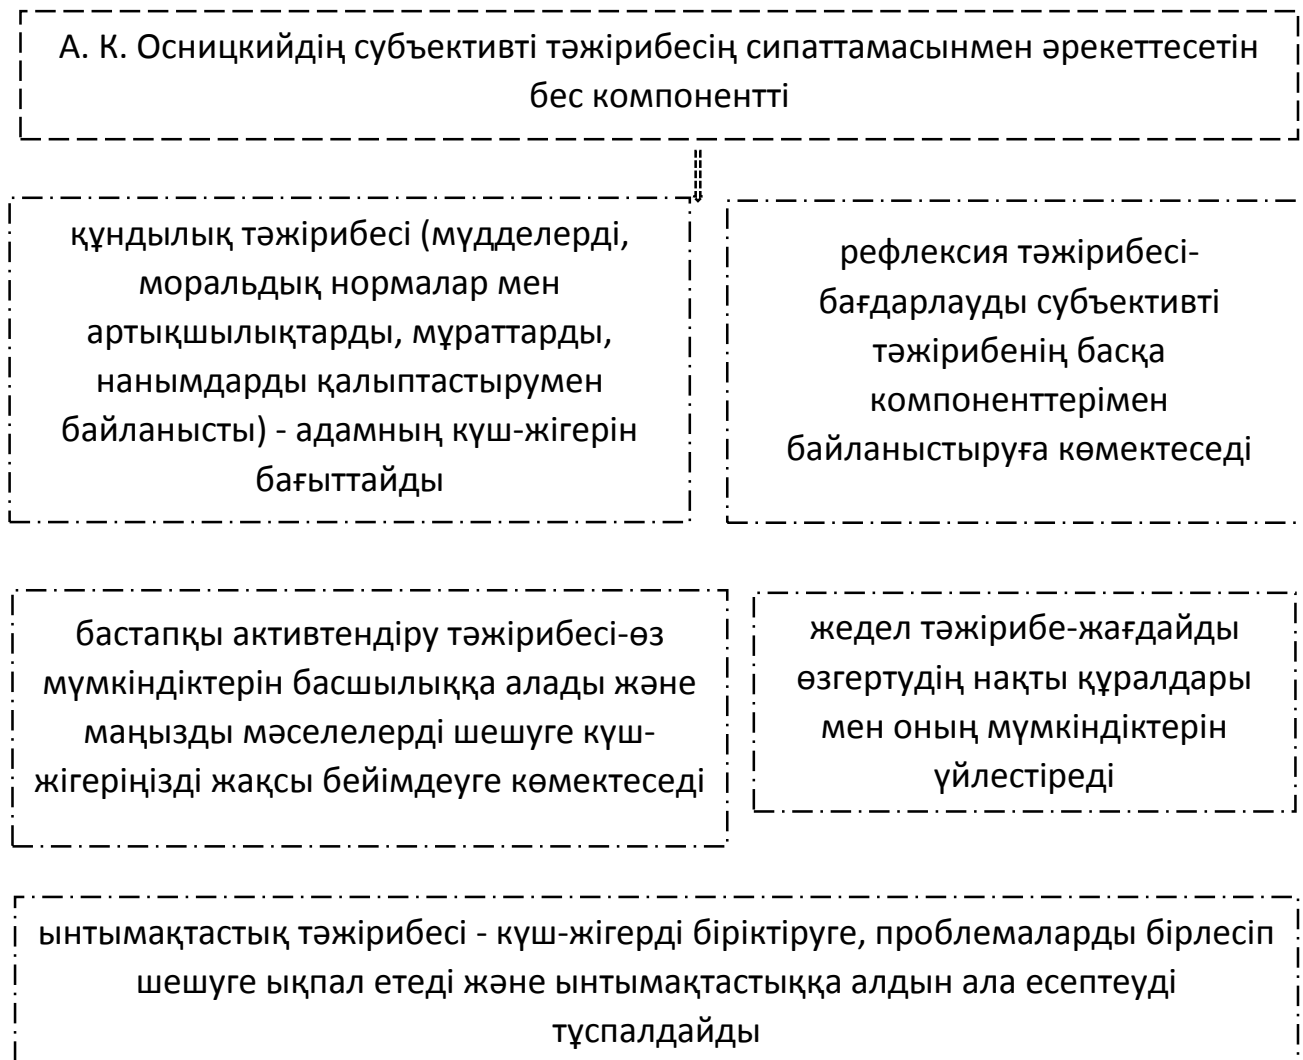 А. К. Осницкийдің субъективті тәжірибесің сипаттамасынмен әрекеттесетін
бес компонентті
құндылық тәжірибесі (мүдделерді,
моральдық нормалар мен
артықшылықтарды, мұраттарды,
нанымдарды қалыптастырумен
байланысты) - адамның күш-жігерін
бағыттайды
рефлексия тәжірибесі-
бағдарлауды субъективті
тәжірибенің басқа
компоненттерімен
байланыстыруға көмектеседі
бастапқы активтендіру тәжірибесі-өз
мүмкіндіктерін басшылыққа алады және
маңызды мәселелерді шешуге күш-
жігеріңізді жақсы бейімдеуге көмектеседі
жедел тәжірибе-жағдайды
өзгертудің нақты құралдары
мен оның мүмкіндіктерін
үйлестіреді
ынтымақтастық тәжірибесі - күш-жігерді біріктіруге, проблемаларды бірлесіп
шешуге ықпал етеді және ынтымақтастыққа алдын ала есептеуді
тұспалдайды